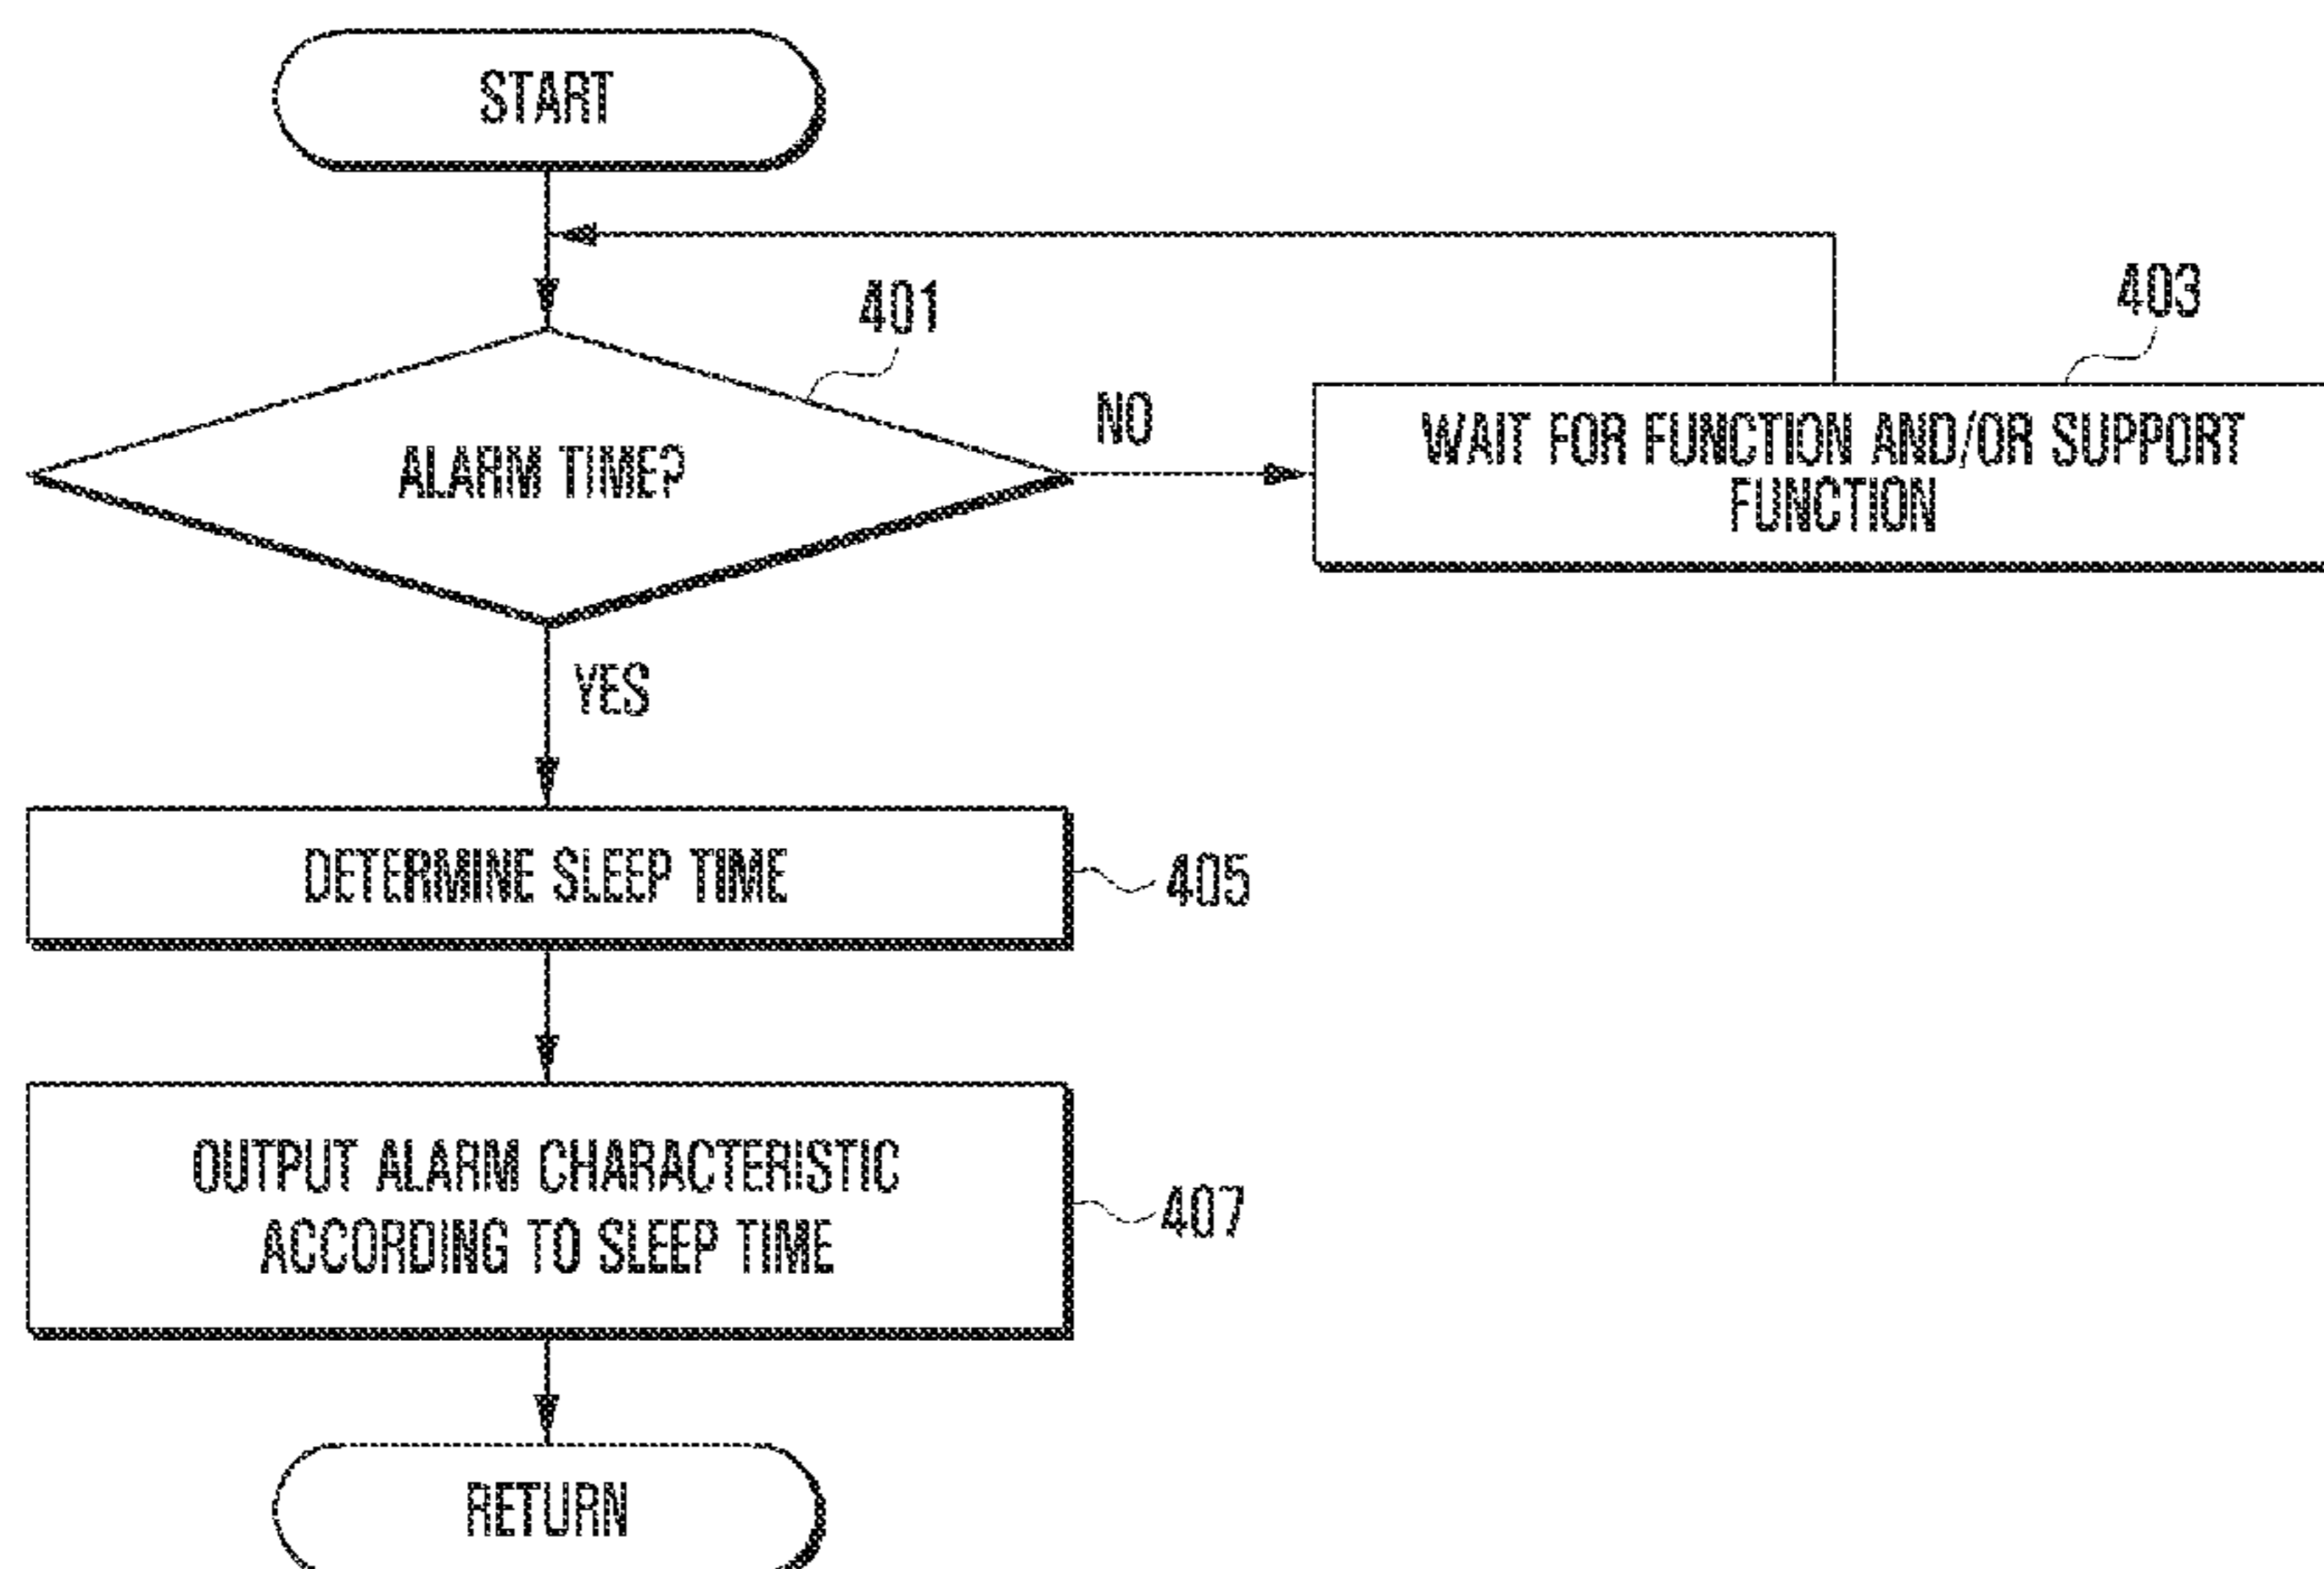 START
401
403
NO
WAIT FOR FUNCTION AND/OR SUPPORT
FUNCTION
ALARM TIME?
YES
DETERMINE SLEEP TIME
405
OUTPUT ALARM CHARACTERISTIC
ACCORDING TO SLEEP TIME
407
RETURN